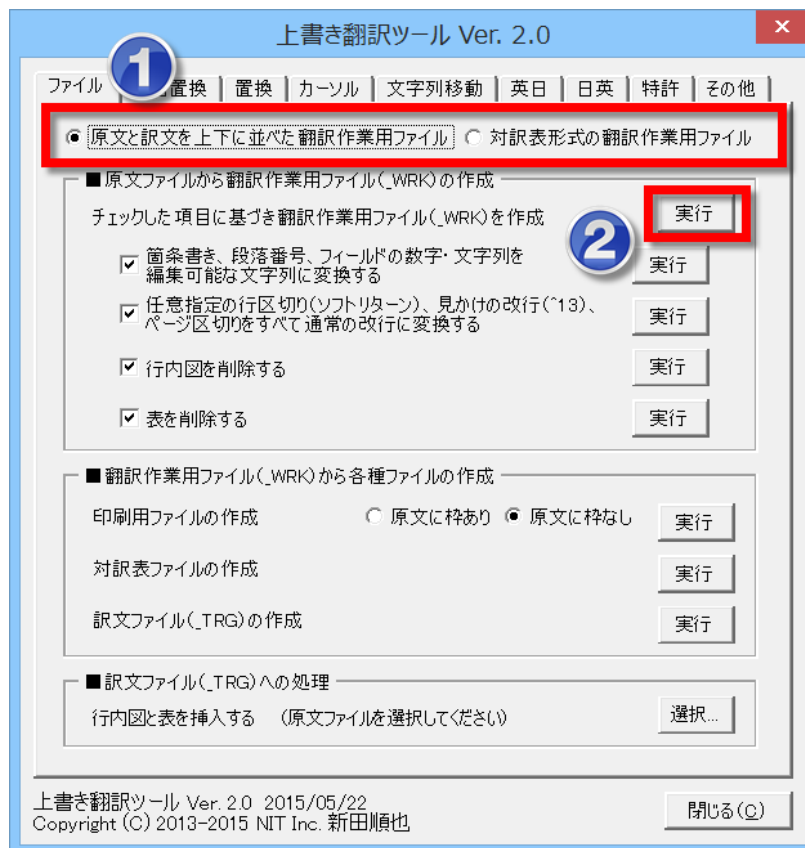 上書き翻訳ツール Ver. 2.0
×
1
ファイル 置換 置換 カーソル 文字列移動 英日 日英 特許 その他
原文と訳文を上下に並べた翻訳作業用ファイル 対訳表形式の翻訳作業用ファイル
■原文ファイルから翻訳作業用ファイル(_WRK)の作成
チェックした項目に基づき翻訳作業用ファイル(_WRK)を作成 実行
2
箇条書き、段落番号、フィールドの数字・文字列を
編集可能な文字列に変換する 実行
任意指定の行区切り(ソフトリターン)、見かけの改行(^13)、
ページ区切りをすべて通常の改行に変換する 実行
行内図を削除する 実行
表を削除する 実行
■翻訳作業用ファイル(_WRK)から各種ファイルの作成
印刷用ファイルの作成 原文に枠あり 原文に枠なし 実行
対訳表ファイルの作成 実行
訳文ファイル(_TRG)の作成 実行
■訳文ファイル(_TRG)への処理
行内図と表を挿入する (原文ファイルを選択してください) 選択...
上書き翻訳ツール Ver. 2.0 2015/05/22
Copyright (C) 2013-2015 NIT Inc. 新田順也
閉じる(C)